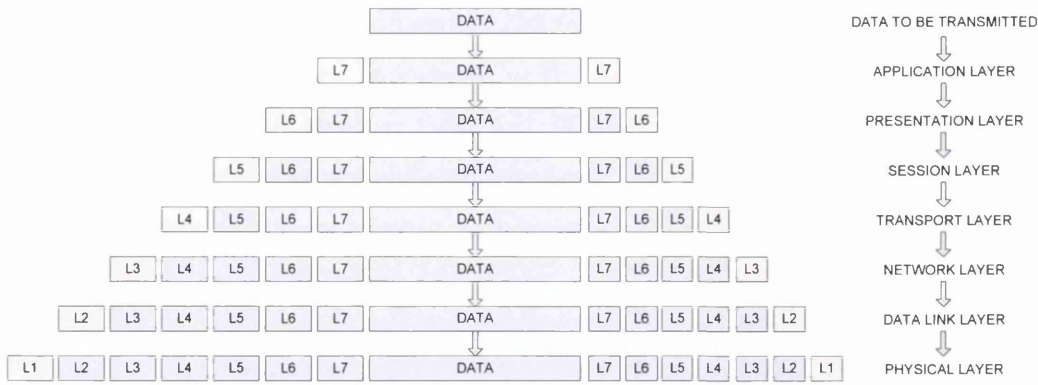 DATA DATA TO BE TRANSMITTED
L7 DATA L7 APPLICATION LAYER
L6 L7 DATA L7 L6 PRESENTATION LAYER
L5 L6 L7 DATA L7 L6 L5 SESSION LAYER
L4 L5 L6 L7 DATA L7 L6 L5 L4 TRANSPORT LAYER
L3 L4 L5 L6 L7 DATA L7 L6 L5 L4 L3 NETWORK LAYER
L2 L3 L4 L5 L6 L7 DATA L7 L6 L5 L4 L3 L2 DATA LINK LAYER
L1 L2 L3 L4 L5 L6 L7 DATA L7 L6 L5 L4 L3 L2 L1 PHYSICAL LAYER